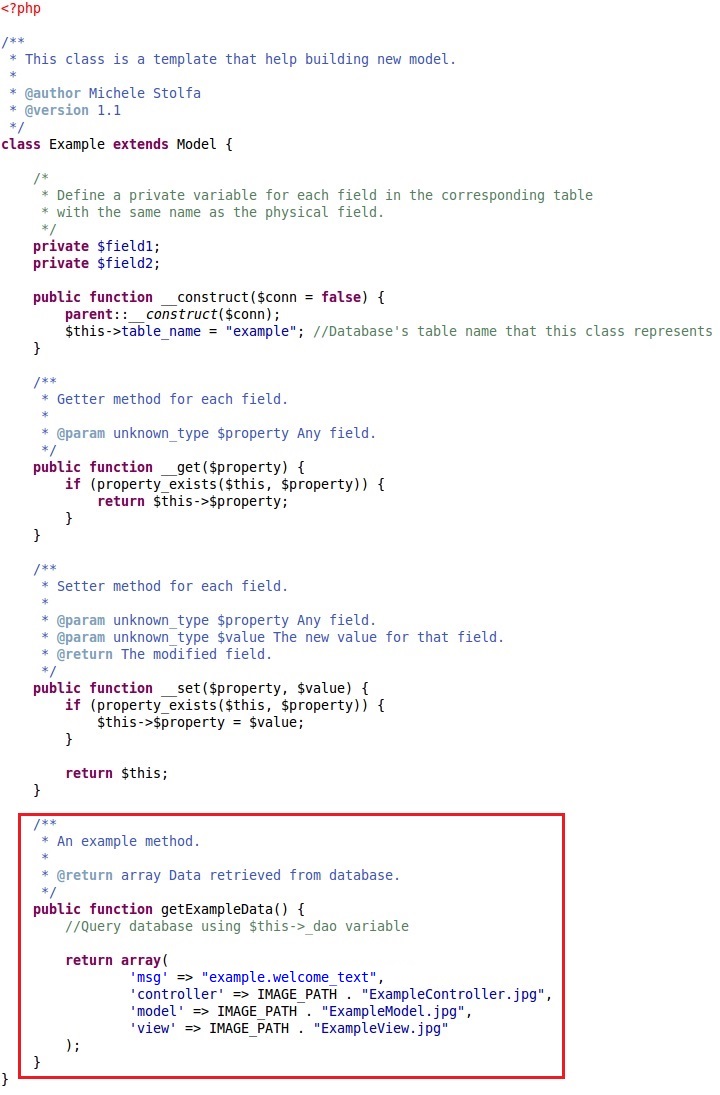 <?php

/**
 * This class is a template that help building new model.
 *
 * @author Michele Stolfa
 * @version 1.1
 */
class Example extends Model {

    /*
     * Define a private variable for each field in the corresponding table
     * with the same name as the physical field.
     */
    private $field1;
    private $field2;

    public function __construct($conn = false) {
        parent::__construct($conn);
        $this->table_name = "example"; //Database's table name that this class represents
    }

    /**
     * Getter method for each field.
     *
     * @param unknown_type $property Any field.
     */
    public function __get($property) {
        if (property_exists($this, $property)) {
            return $this->$property;
        }
    }

    /**
     * Setter method for each field.
     *
     * @param unknown_type $property Any field.
     * @param unknown_type $value The new value for that field.
     * @return The modified field.
     */
    public function __set($property, $value) {
        if (property_exists($this, $property)) {
            $this->$property = $value;
        }

        return $this;
    }

    /**
     * An example method.
     *
     * @return array Data retrieved from database.
     */
    public function getExampleData() {
        //Query database using $this->_dao variable

        return array(
                'msg' => "example.welcome_text",
                'controller' => IMAGE_PATH . "ExampleController.jpg",
                'model' => IMAGE_PATH . "ExampleModel.jpg",
                'view' => IMAGE_PATH . "ExampleView.jpg"
        );
    }
}